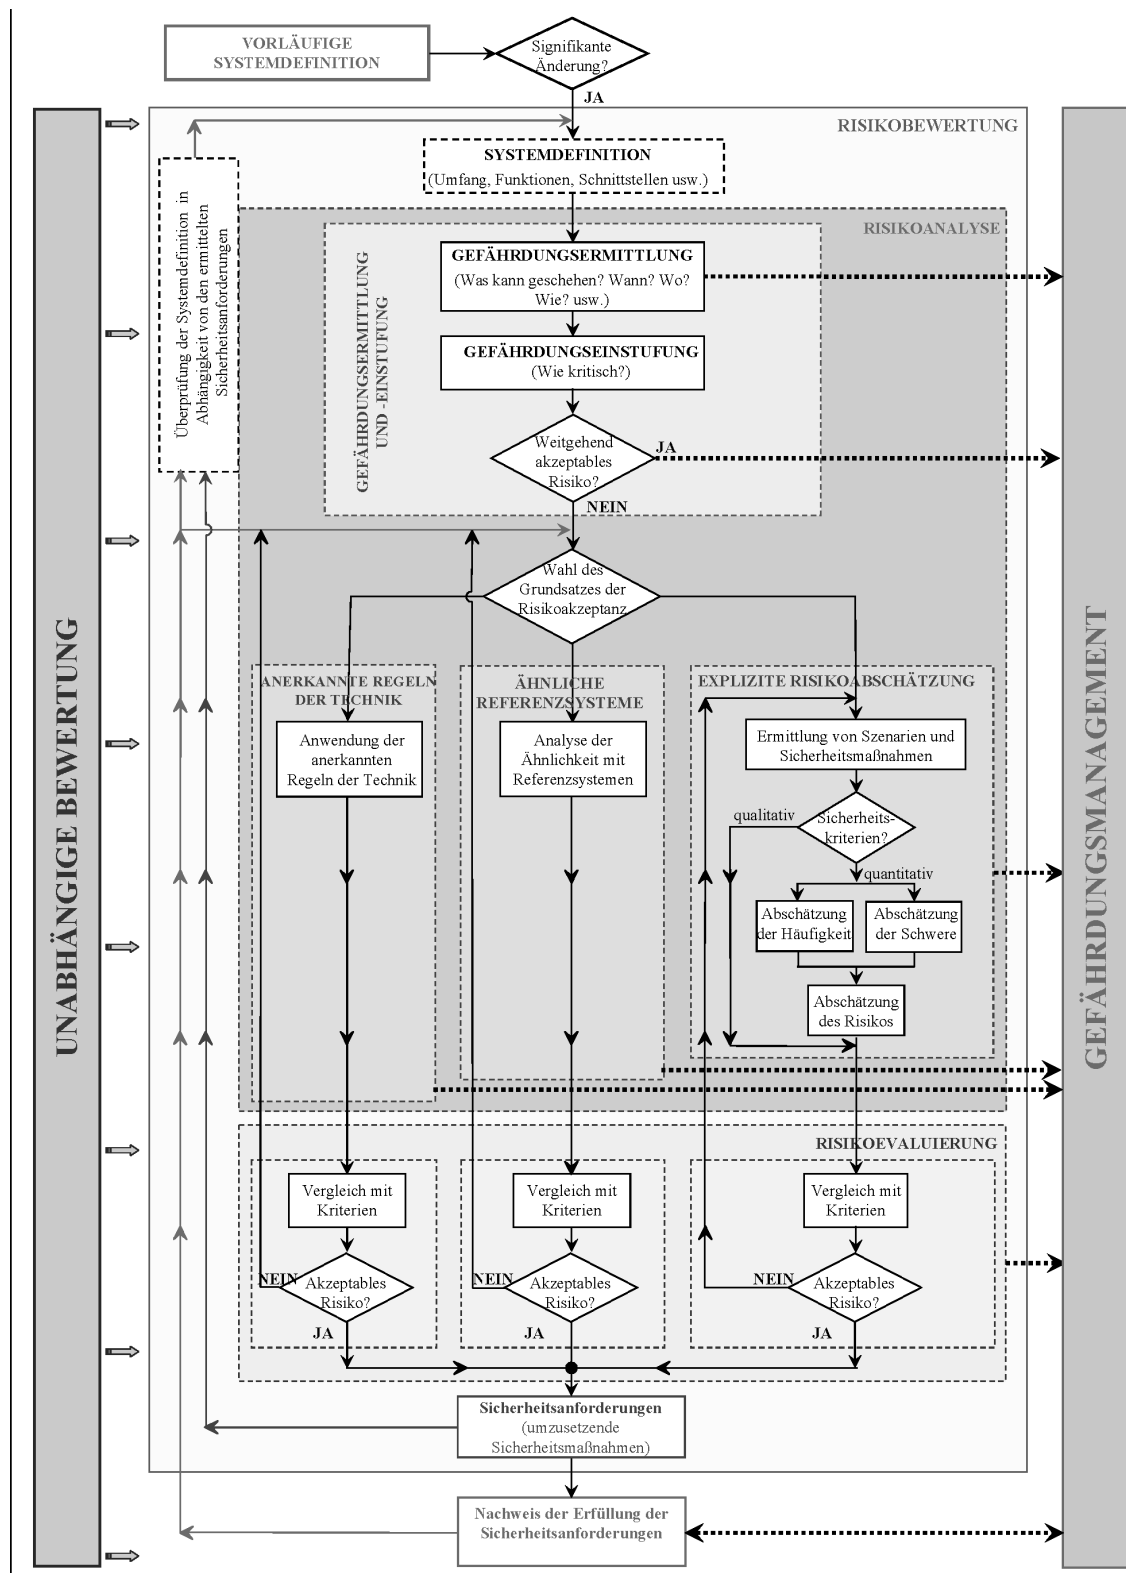 VORLÄUFIGE
SYSTEMDEFINITION
Signifikante
Änderung?
JA
RISIKOBEWERTUNG
SYSTEMDEFINITION
(Umfang, Funktionen, Schnittstellen usw.)
Überprüfung der Systemdefinition in
Abhängigkeit von den ermittelten
Sicherheitsanforderungen
RISIKOANALYSE
GEFÄHRDUNGSERMITTLUNG
UND -EINSTUFUNG
GEFÄHRDUNGSERMITTLUNG
(Was kann geschehen? Wann? Wo?
Wie? usw.)
GEFÄHRDUNGSEINSTUFUNG
(Wie kritisch?)
Weitgehend
akzeptables
Risiko?
JA
NEIN
Wahl des
Grundsatzes der
Risikoakzeptanz
UNABHÄNGIGE BEWERTUNG
GEFÄHRDUNGSMANAGEMENT
ANERKANNTE REGELN
DER TECHNIK
Anwendung der
anerkannten
Regeln der Technik
ÄHNLICHE
REFERENZSYSTEME
Analyse der
Ähnlichkeit mit
Referenzsystemen
EXPLIZITE RISIKOABSCHÄTZUNG
Ermittlung von Szenarien und
Sicherheitsmaßnahmen
qualitativ
Sicherheits-
kriterien?
quantitativ
Abschätzung
der Häufigkeit
Abschätzung
der Schwere
Abschätzung
des Risikos
RISIKOEVALUIERUNG
Vergleich mit
Kriterien
NEIN
Akzeptables
Risiko?
JA
Vergleich mit
Kriterien
NEIN
Akzeptables
Risiko?
JA
Vergleich mit
Kriterien
NEIN
Akzeptables
Risiko?
JA
Sicherheitsanforderungen
(umzusetzende
Sicherheitsmaßnahmen)
Nachweis der Erfüllung der
Sicherheitsanforderungen